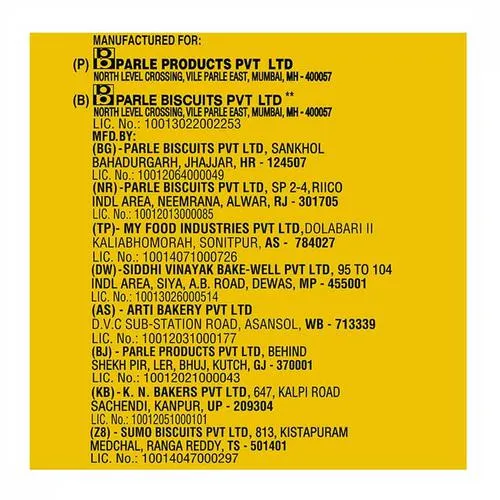 MANUFACTURED FOR:
(P) B PARLE PRODUCTS PVT LTD
NORTH LEVEL CROSSING, VILE PARLE EAST, MUMBAI, MH - 400057
(B) B PARLE BISCUITS PVT LTD **
NORTH LEVEL CROSSING, VILE PARLE EAST, MUMBAI, MH - 400057
LIC. No.: 10013022002253
MFD.BY:
(BG) - PARLE BISCUITS PVT LTD, SANKHOL
BAHADURGARH, JHAJJAR, HR - 124507
LIC. No.: 10012064000049
(NR) - PARLE BISCUITS PVT LTD, SP 2-4,RIICO
INDL AREA, NEEMRANA, ALWAR, RJ - 301705
LIC. No.: 10012013000085
(TP)- MY FOOD INDUSTRIES PVT LTD,DOLABARI II
KALIABHOMORAH, SONITPUR, AS - 784027
LIC. No.: 10014071000726
(DW)-SIDDHI VINAYAK BAKE-WELL PVT LTD, 95 TO 104
INDL AREA, SIYA, A.B. ROAD, DEWAS, MP - 455001
LIC. No.: 10013026000514
(AS) - ARTI BAKERY PVT LTD
D.V.C SUB-STATION ROAD, ASANSOL, WB - 713339
LIC. No.: 10012031000177
(BJ) - PARLE PRODUCTS PVT LTD, BEHIND
SHEKH PIR, LER, BHUJ, KUTCH, GJ - 370001
LIC. No.: 10012021000043
(KB)- K. N. BAKERS PVT LTD, 647, KALPI ROAD
SACHENDI, KANPUR, UP - 209304
LIC. No.: 10012051000101
(Z8) - SUMO BISCUITS PVT LTD, 813, KISTAPURAM
MEDCHAL, RANGA REDDY, TS - 501401
LIC. No.: 10014047000297